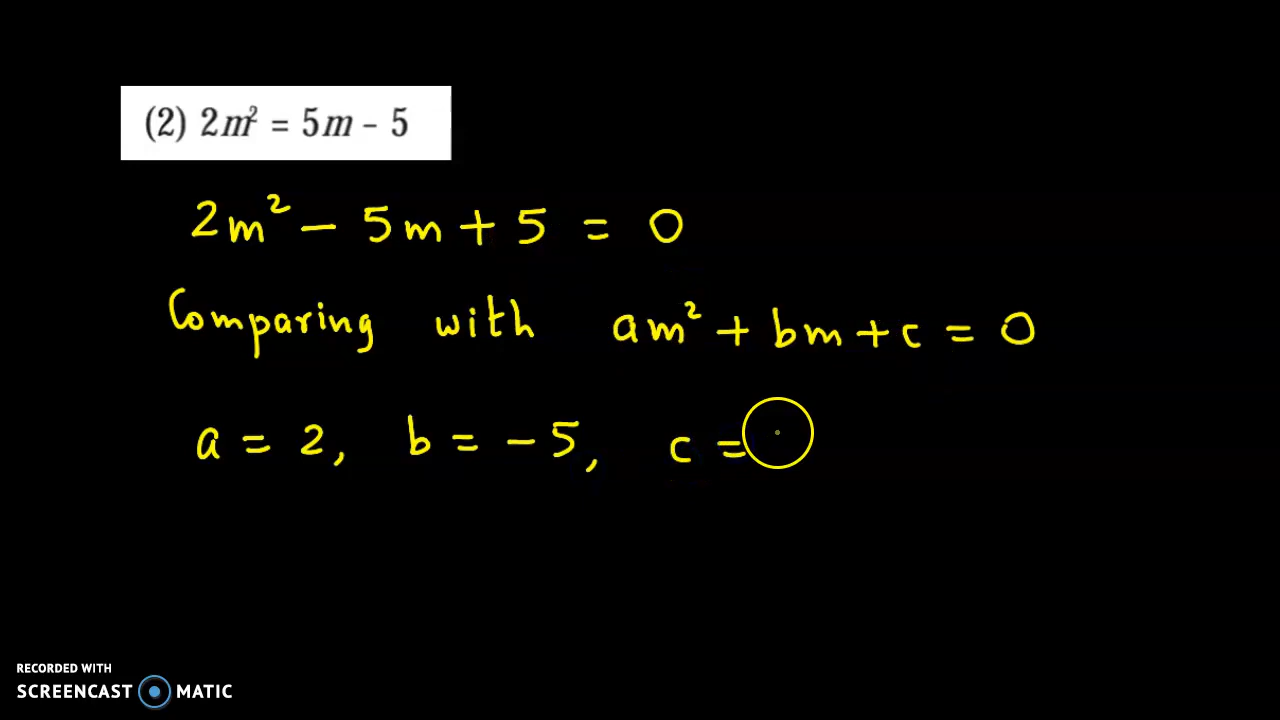 (2) 2m² = 5m - 5
2m² - 5m + 5 = 0
Comparing with am² + bm + c = 0
a = 2, b = -5, c =
RECORDED WITH
SCREENCAST MATIC